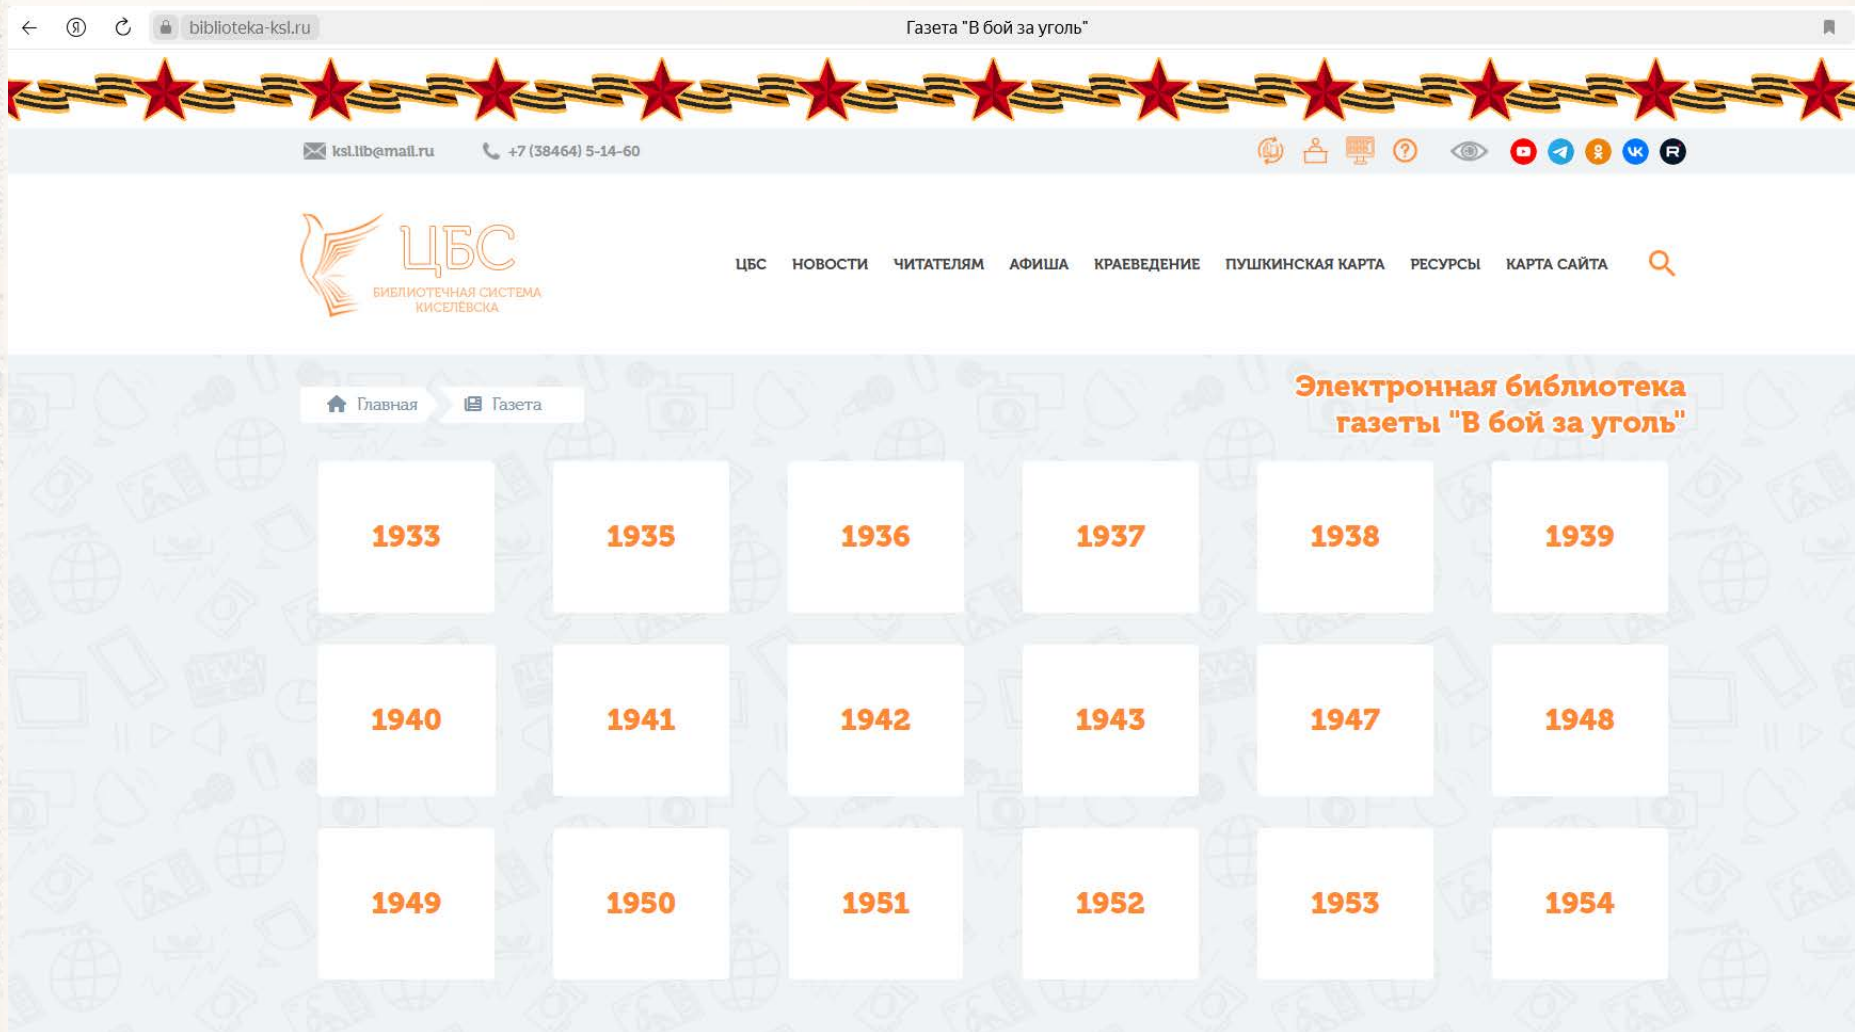 biblioteka-ksl.ru Газета "В бой за уголь"
ksl.lib@mail.ru +7 (38464) 5-14-60
ЦБС
БИБЛИОТЕЧНАЯ СИСТЕМА
КИСЕЛЁВСКА
ЦБС НОВОСТИ ЧИТАТЕЛЯМ АФИША КРАЕВЕДЕНИЕ ПУШКИНСКАЯ КАРТА РЕСУРСЫ КАРТА САЙТА
Главная Газета
Электронная библиотека
газеты "В бой за уголь"
1933 1935 1936 1937 1938 1939
1940 1941 1942 1943 1947 1948
1949 1950 1951 1952 1953 1954